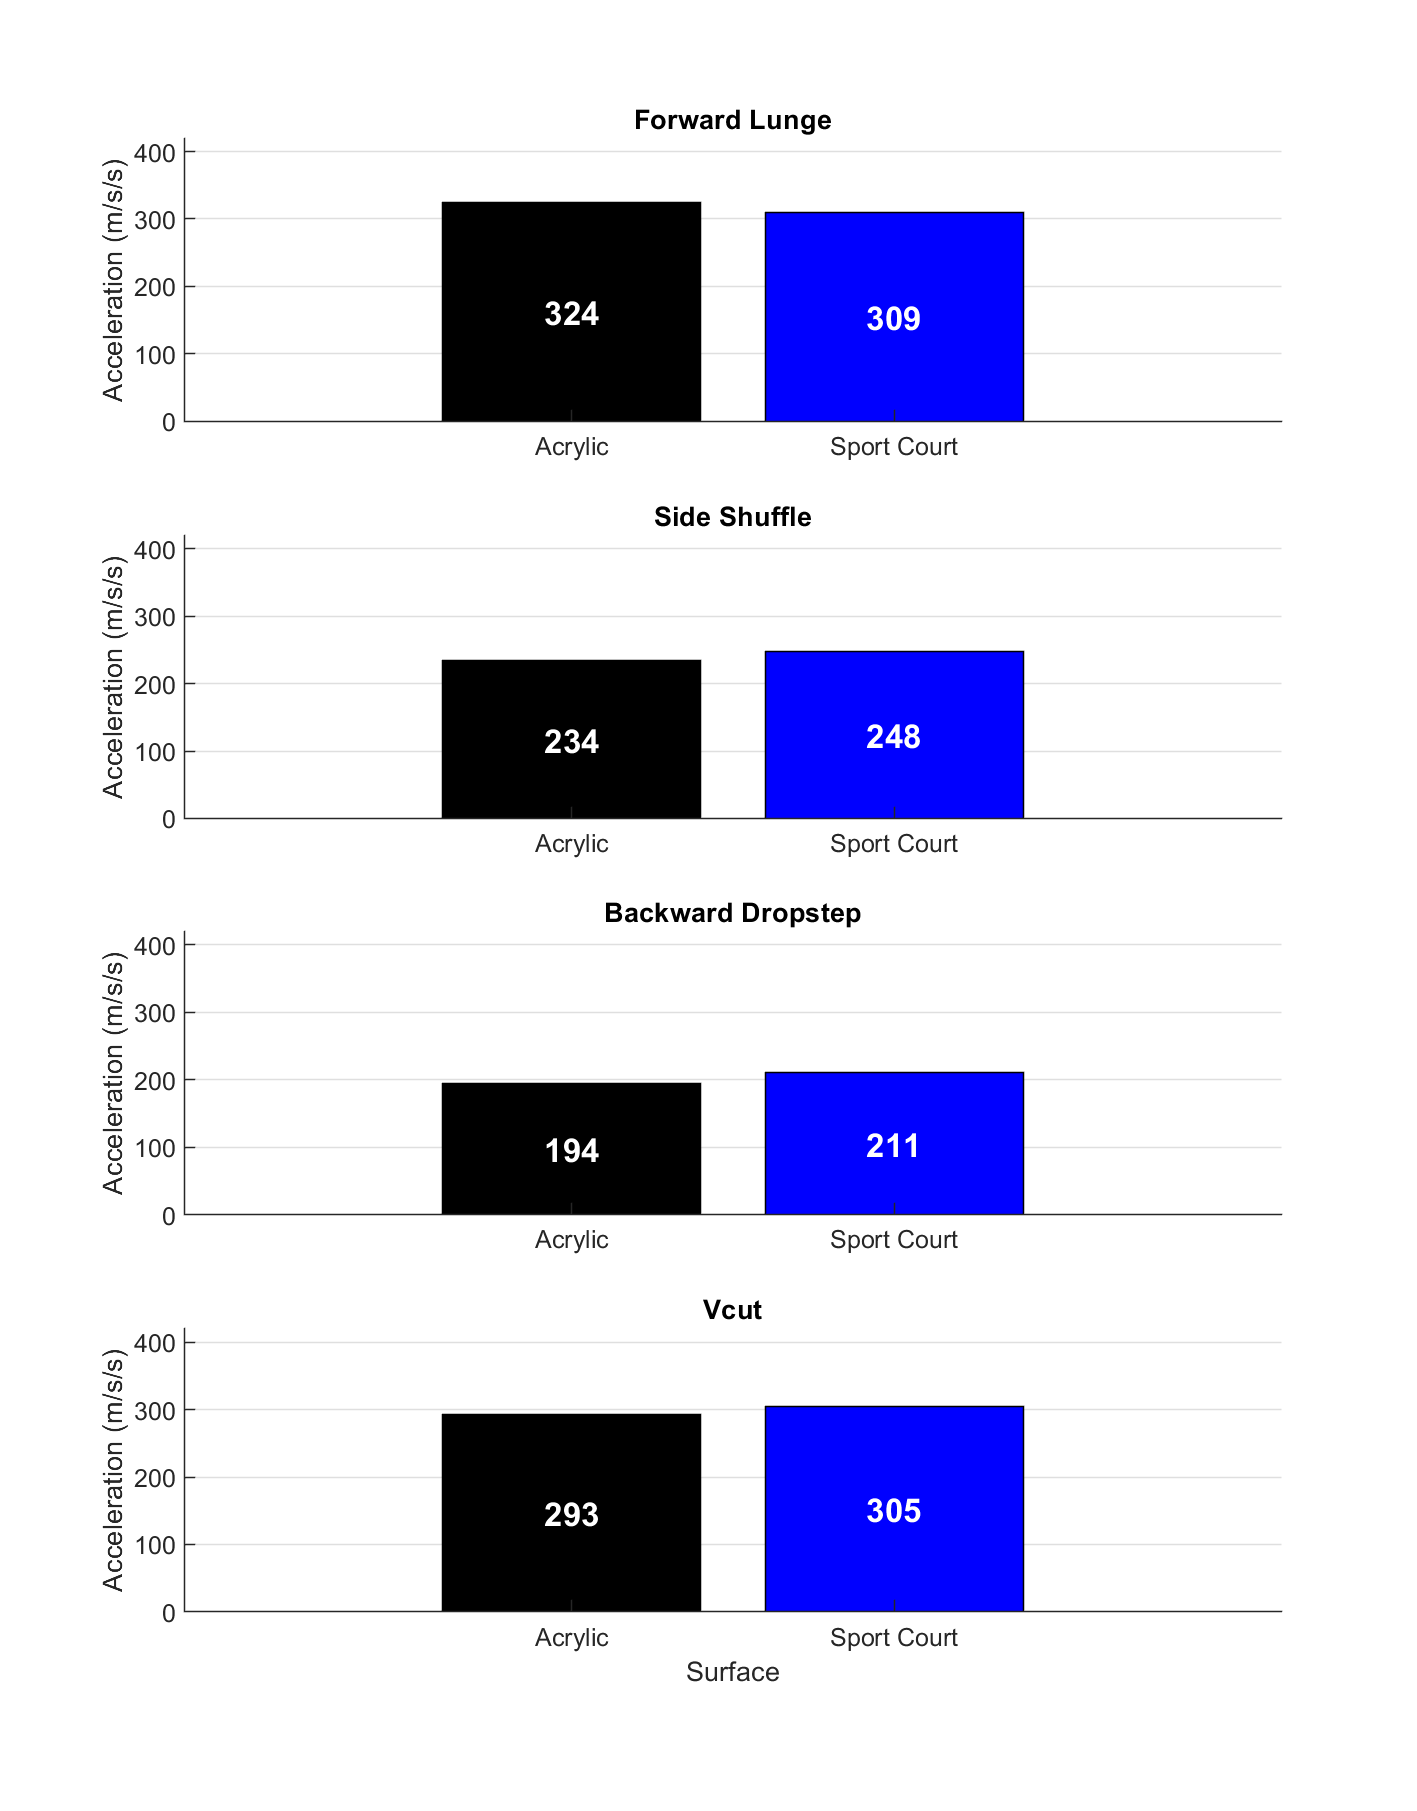 Forward Lunge
Acceleration (m/s/s)
400
300
200
100
0
324
309
Acrylic
Sport Court
Side Shuffle
Acceleration (m/s/s)
400
300
200
100
0
234
248
Acrylic
Sport Court
Backward Dropstep
Acceleration (m/s/s)
400
300
200
100
0
194
211
Acrylic
Sport Court
Vcut
Acceleration (m/s/s)
400
300
200
100
0
293
305
Acrylic
Sport Court
Surface